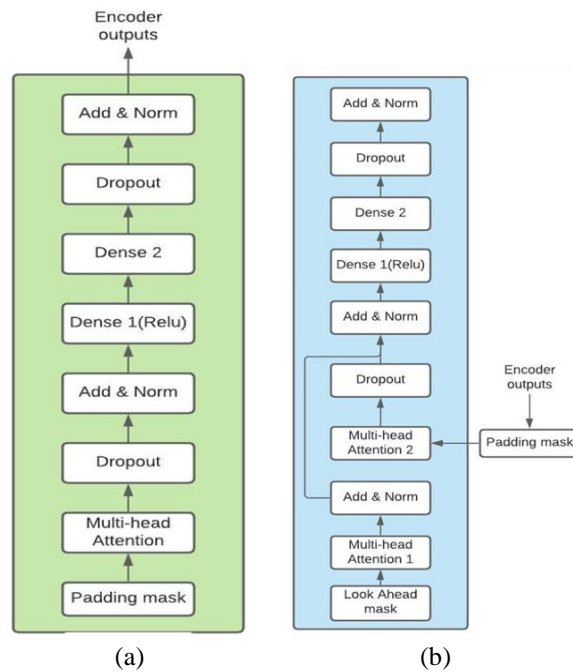 Encoder
outputs
Add & Norm
Dropout
Dense 2
Dense 1(Relu)
Add & Norm
Dropout
Multi-head
Attention
Padding mask
(a)
Add & Norm
Dropout
Dense 2
Dense 1(Relu)
Add & Norm
Dropout
Encoder
outputs
Multi-head
Attention 2
Padding mask
Add & Norm
Multi-head
Attention 1
Look Ahead
mask
(b)